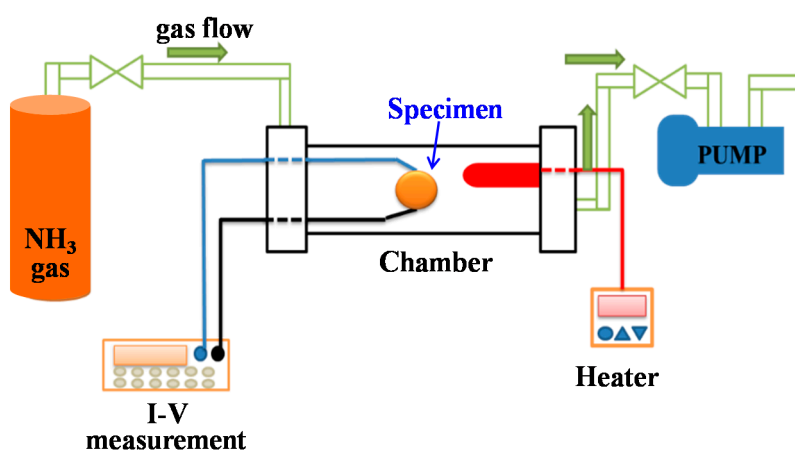 gas flow
Specimen
PUMP
NH₃
gas
Chamber
Heater
I-V
measurement